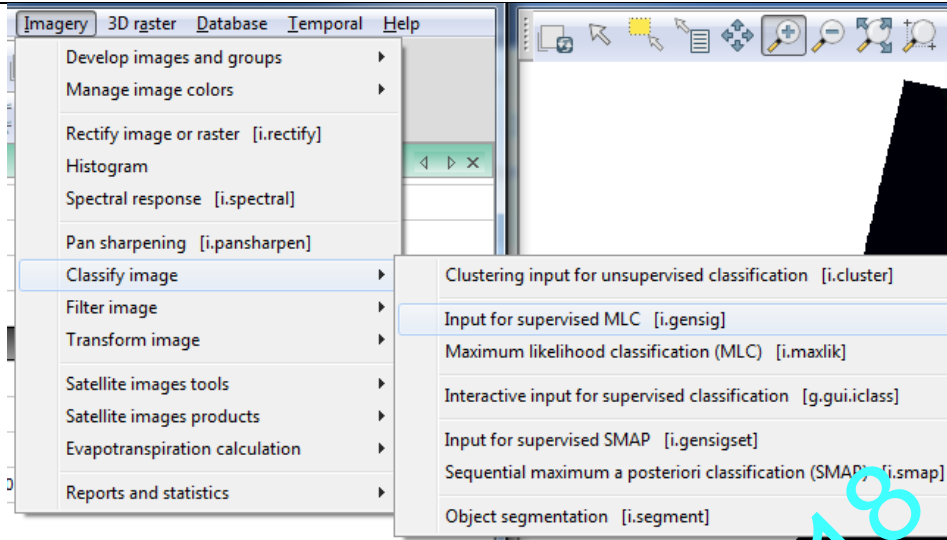 Imagery 3D raster Database Temporal Help
Develop images and groups
Manage image colors
Rectify image or raster [i.rectify]
Histogram
Spectral response [i.spectral]
Pan sharpening [i.pansharpen]
Classify image
Filter image
Transform image
Satellite images tools
Satellite images products
Evapotranspiration calculation
Reports and statistics
Clustering input for unsupervised classification [i.cluster]
Input for supervised MLC [i.gensig]
Maximum likelihood classification (MLC) [i.maxlik]
Interactive input for supervised classification [g.gui.iclass]
Input for supervised SMAP [i.gensigset]
Sequential maximum a posteriori classification (SMAP) [i.smap]
Object segmentation [i.segment]